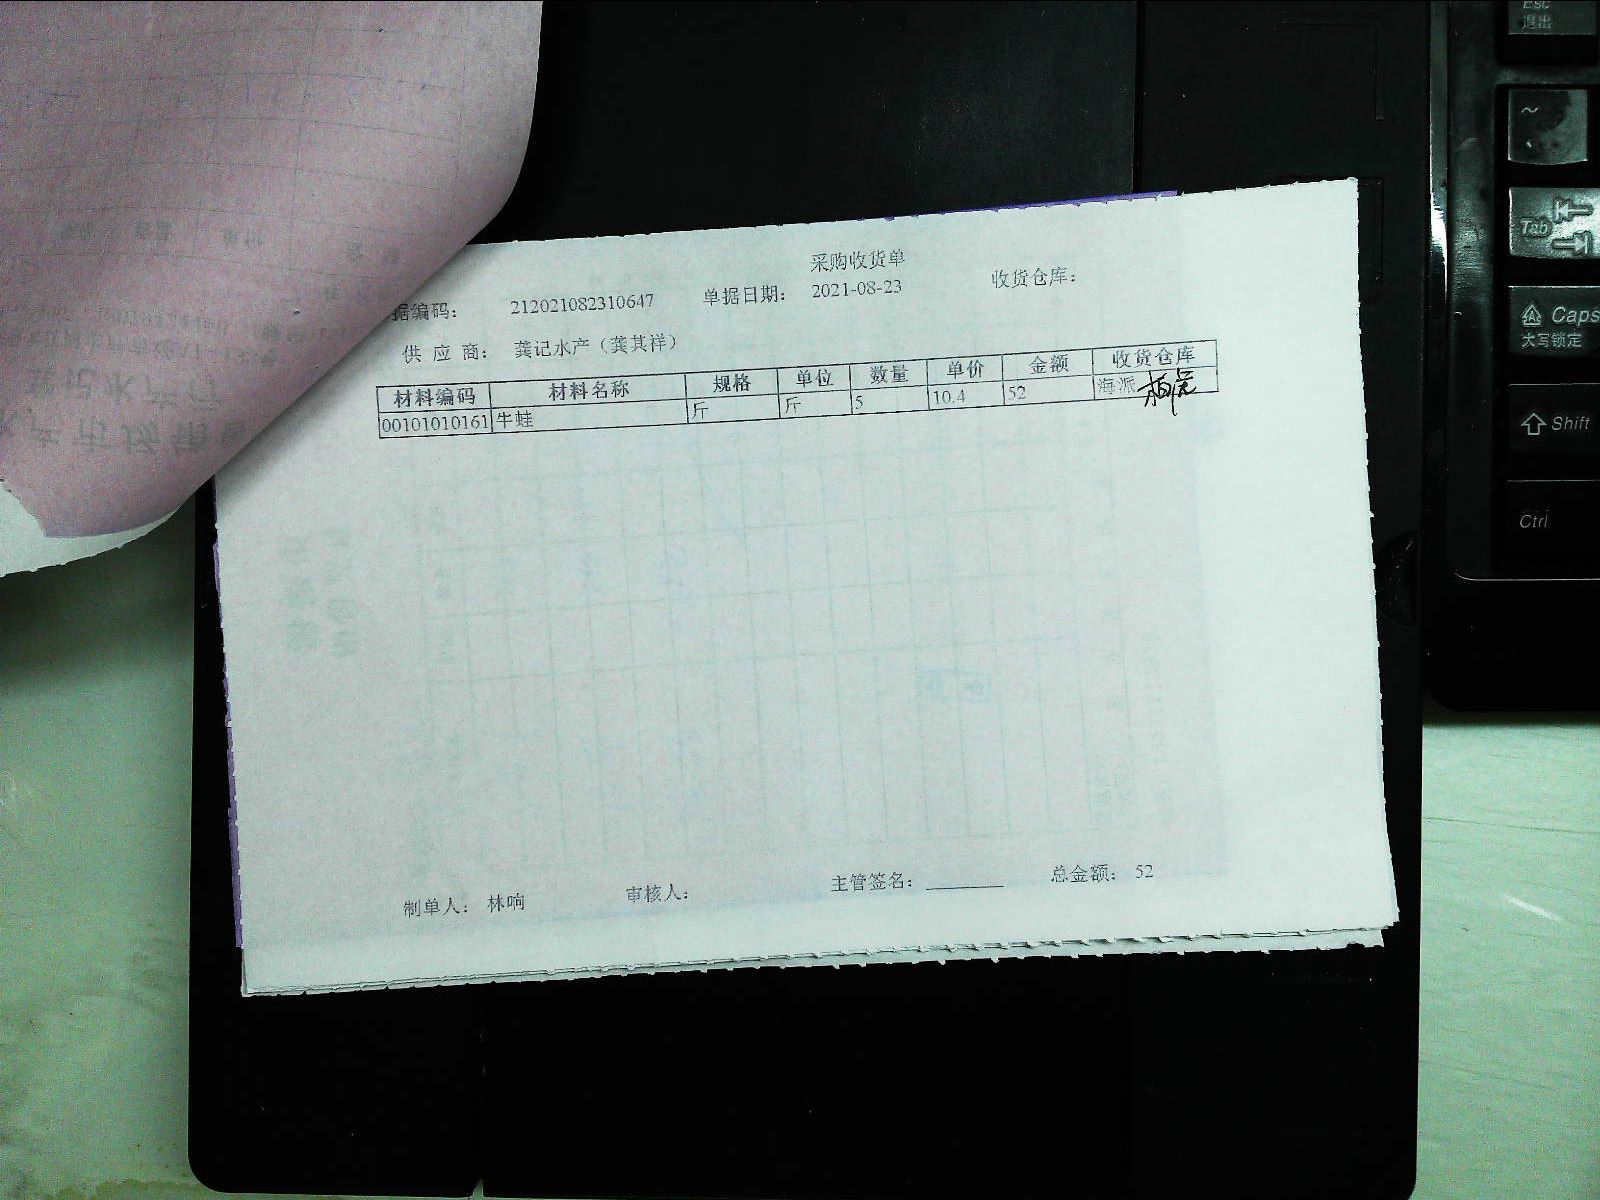 采购收货单
据编码: 212021082310647 单据日期: 2021-08-23 收货仓库:
供应商: 龚记水产(龚其祥)
材料编码 材料名称 规格 单位 数量 单价 金额 收货仓库
00101010161 牛蛙 斤 斤 5 10.4 52 海派
制单人: 林响 审核人: 主管签名: 总金额: 52
Esc
退出
~
Tab
Caps
大写锁定
Shift
Ctrl